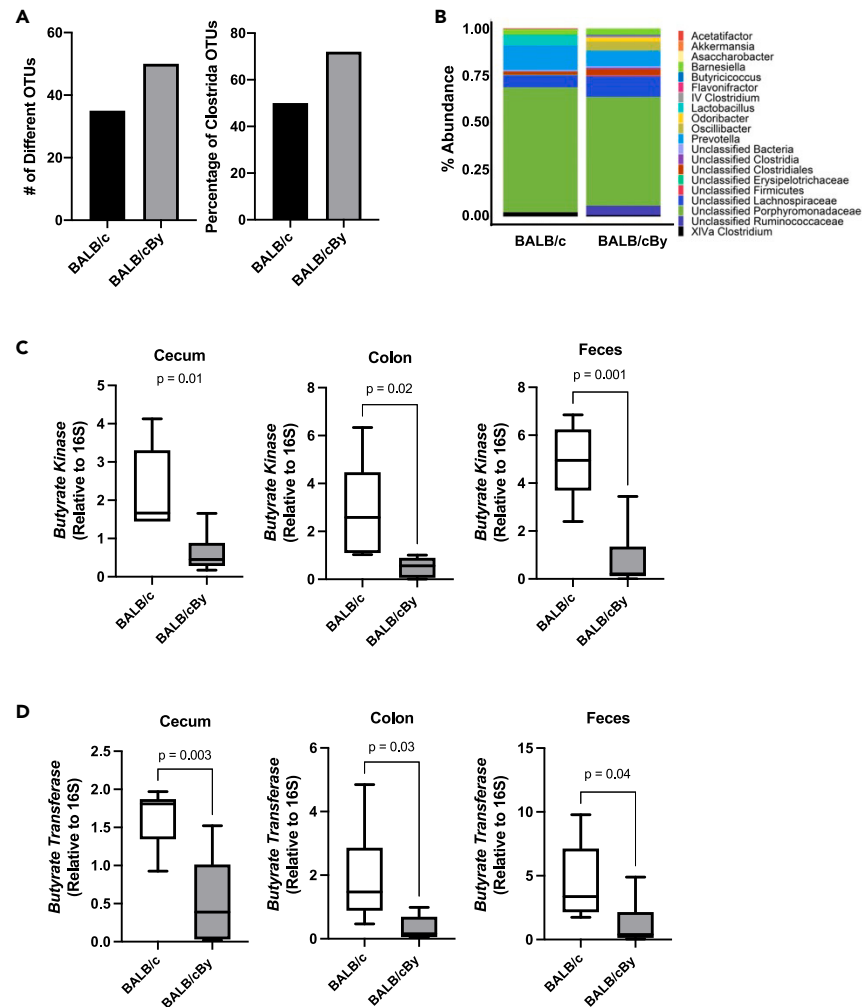 A
# of Different OTUs
60
40
20
0
BALB/c
BALB/cBy
Percentage of Clostrida OTUs
80
60
40
20
0
BALB/c
BALB/cBy
B
% Abundance
1.00
0.75
0.50
0.25
0.00
BALB/c
BALB/cBy
Acetatifactor
Akkermansia
Asaccharobacter
Barnesiella
Butyricicoccus
Flavonifractor
IV Clostridium
Lactobacillus
Odoribacter
Oscillibacter
Prevotella
Unclassified Bacteria
Unclassified Clostridia
Unclassified Clostridiales
Unclassified Erysipelotrichaceae
Unclassified Firmicutes
Unclassified Lachnospiraceae
Unclassified Porphyromonadaceae
Unclassified Ruminococcaceae
XIVa Clostridium
C
Cecum
p = 0.01
Butyrate Kinase
(Relative to 16S)
5
4
3
2
1
0
BALB/c
BALB/cBy
Colon
p = 0.02
Butyrate Kinase
(Relative to 16S)
8
6
4
2
0
BALB/c
BALB/cBy
Feces
p = 0.001
Butyrate Kinase
(Relative to 16S)
8
6
4
2
0
BALB/c
BALB/cBy
D
Cecum
p = 0.003
Butyrate Transferase
(Relative to 16S)
2.5
2.0
1.5
1.0
0.5
0.0
BALB/c
BALB/cBy
Colon
p = 0.03
Butyrate Transferase
(Relative to 16S)
6
4
2
0
BALB/c
BALB/cBy
Feces
p = 0.04
Butyrate Transferase
(Relative to 16S)
15
10
5
0
BALB/c
BALB/cBy